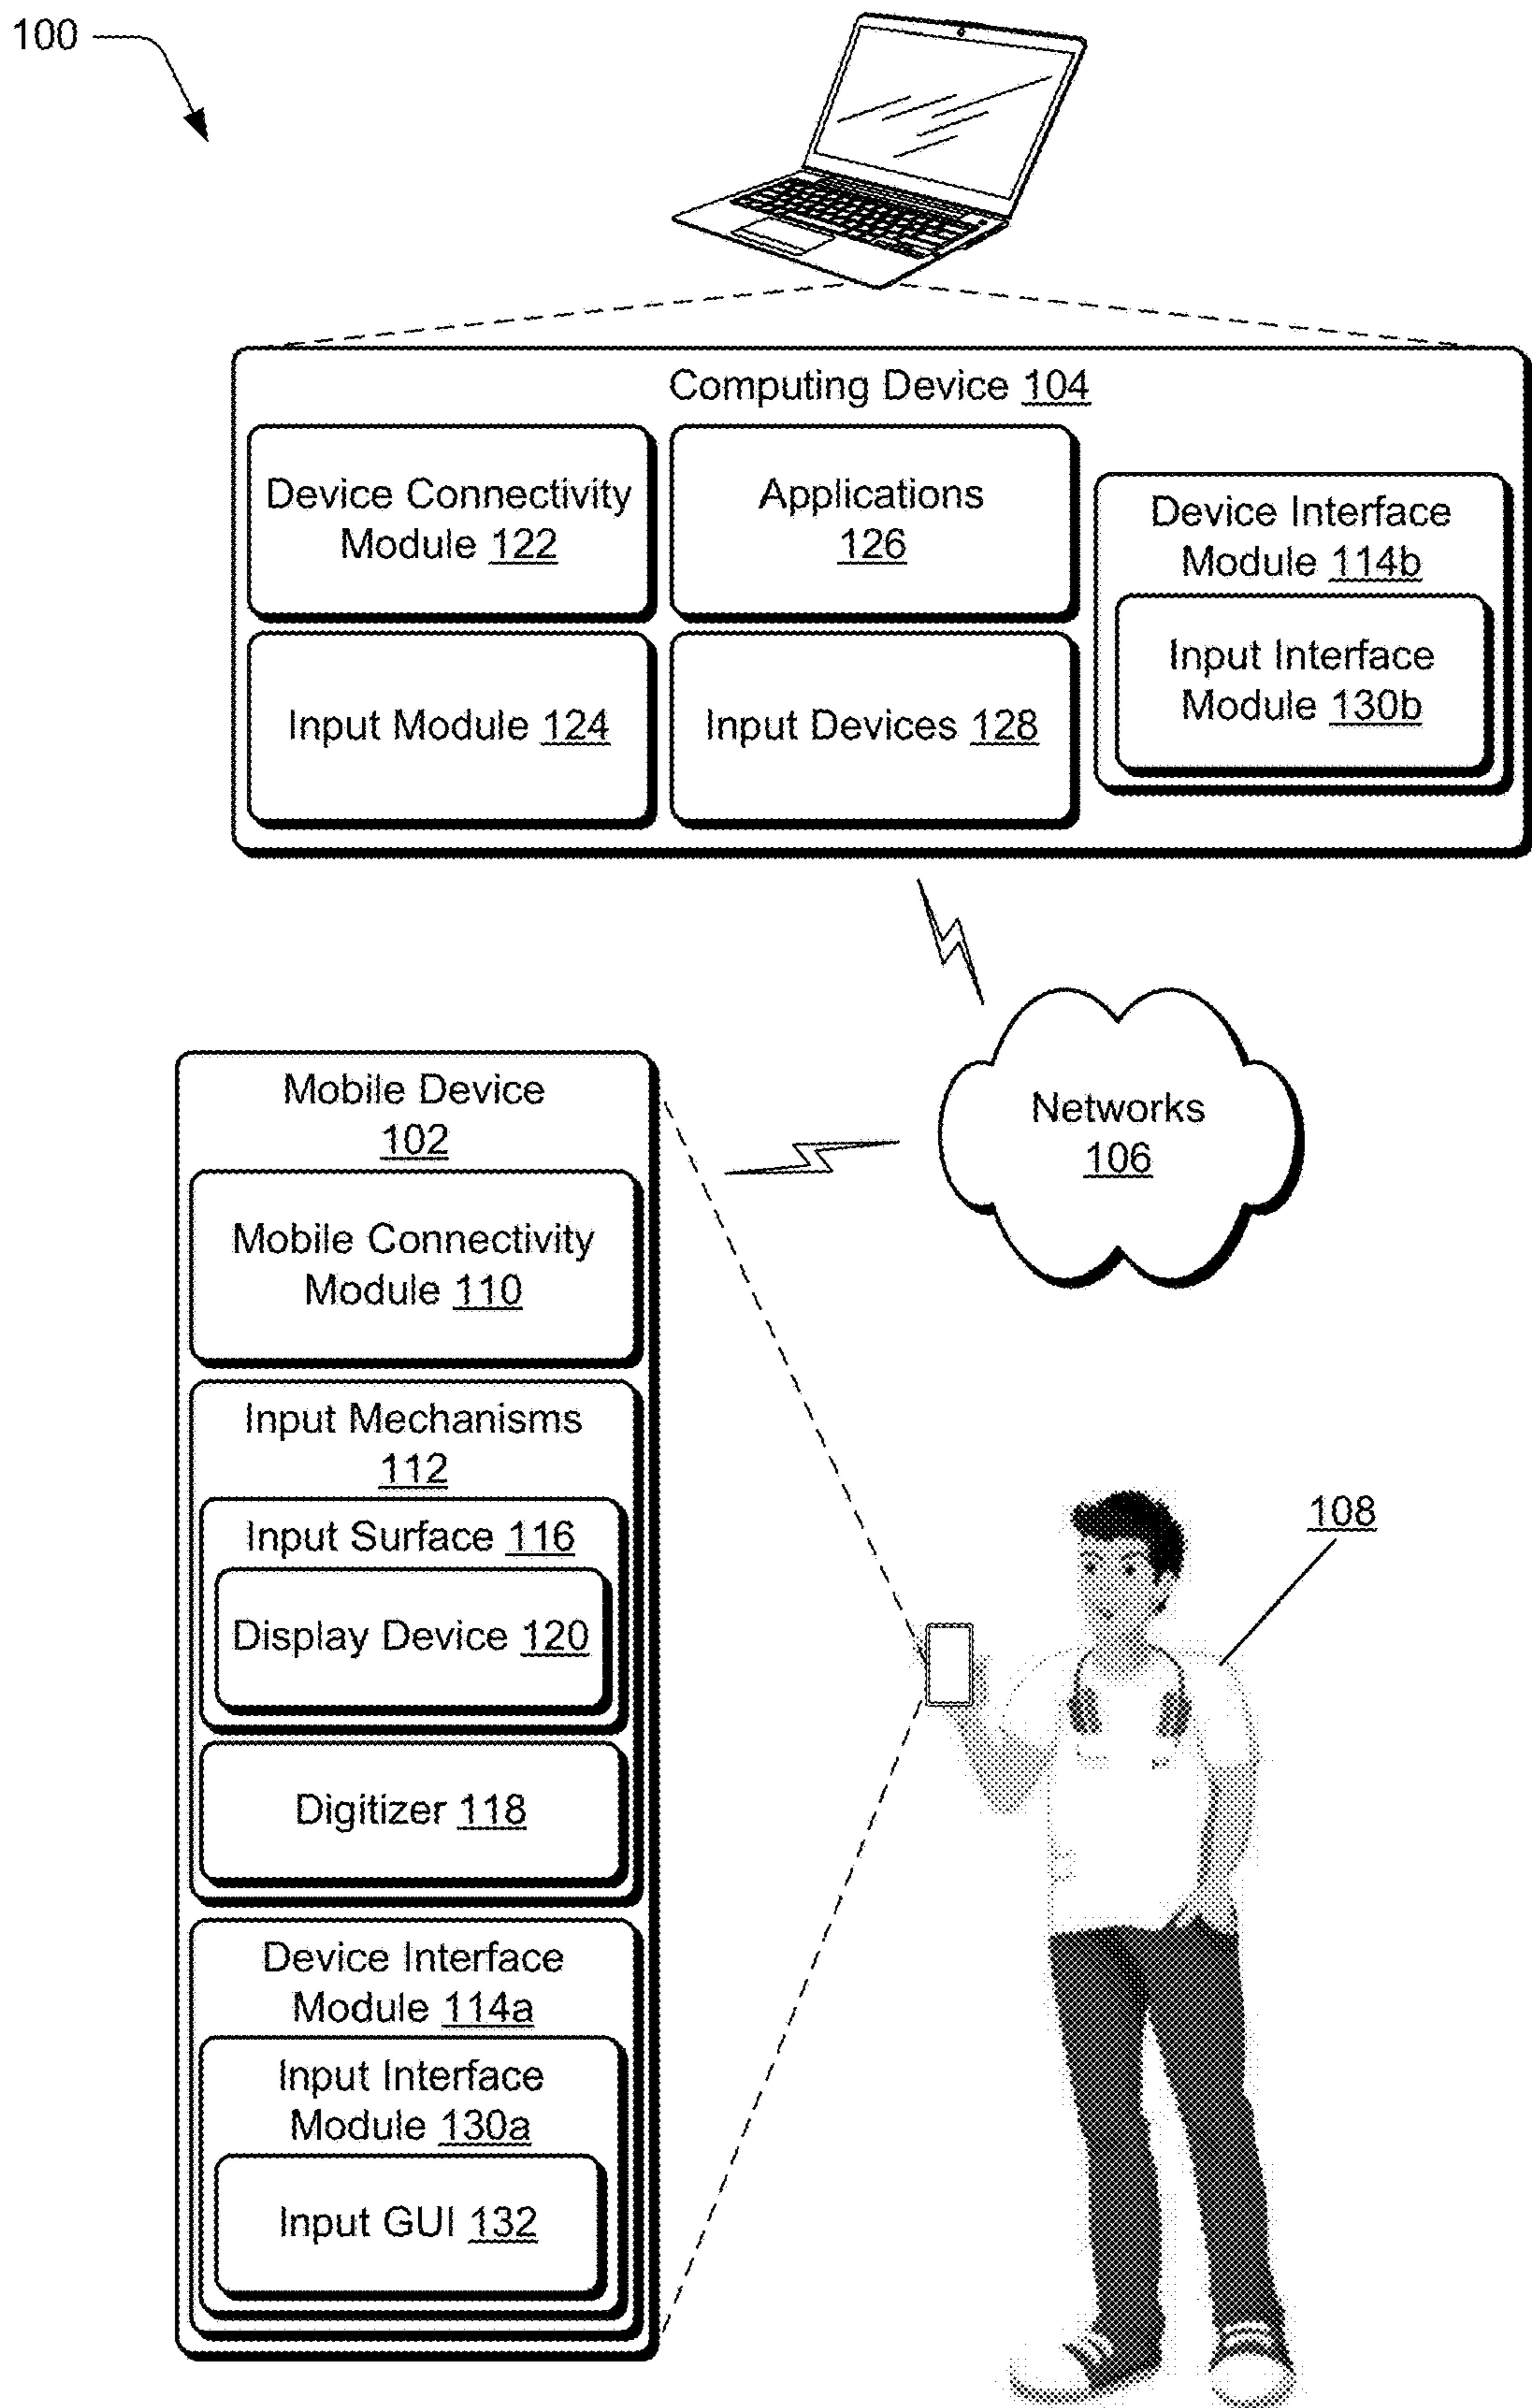 100
Computing Device 104
Device Connectivity
Module 122
Applications
126
Device Interface
Module 114b
Input Interface
Module 130b
Input Module 124
Input Devices 128
Networks
106
Mobile Device
102
Mobile Connectivity
Module 110
Input Mechanisms
112
Input Surface 116
Display Device 120
Digitizer 118
Device Interface
Module 114a
Input Interface
Module 130a
Input GUI 132
108